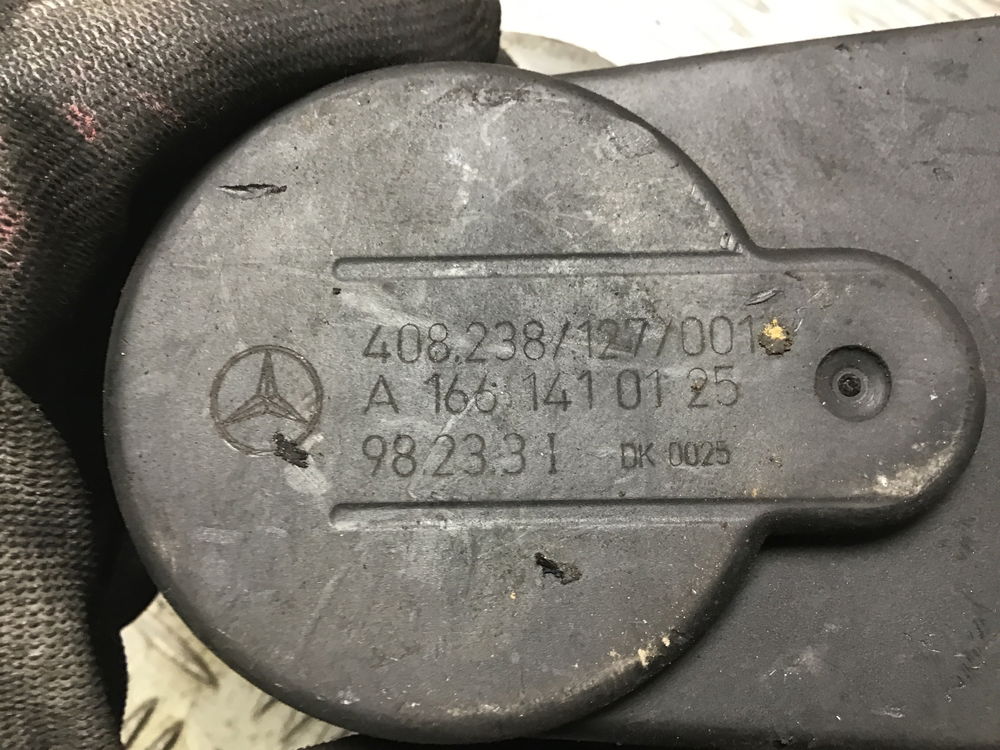 408.238/127/001
A 166 141 01 25
98.23.3 I DK 0025